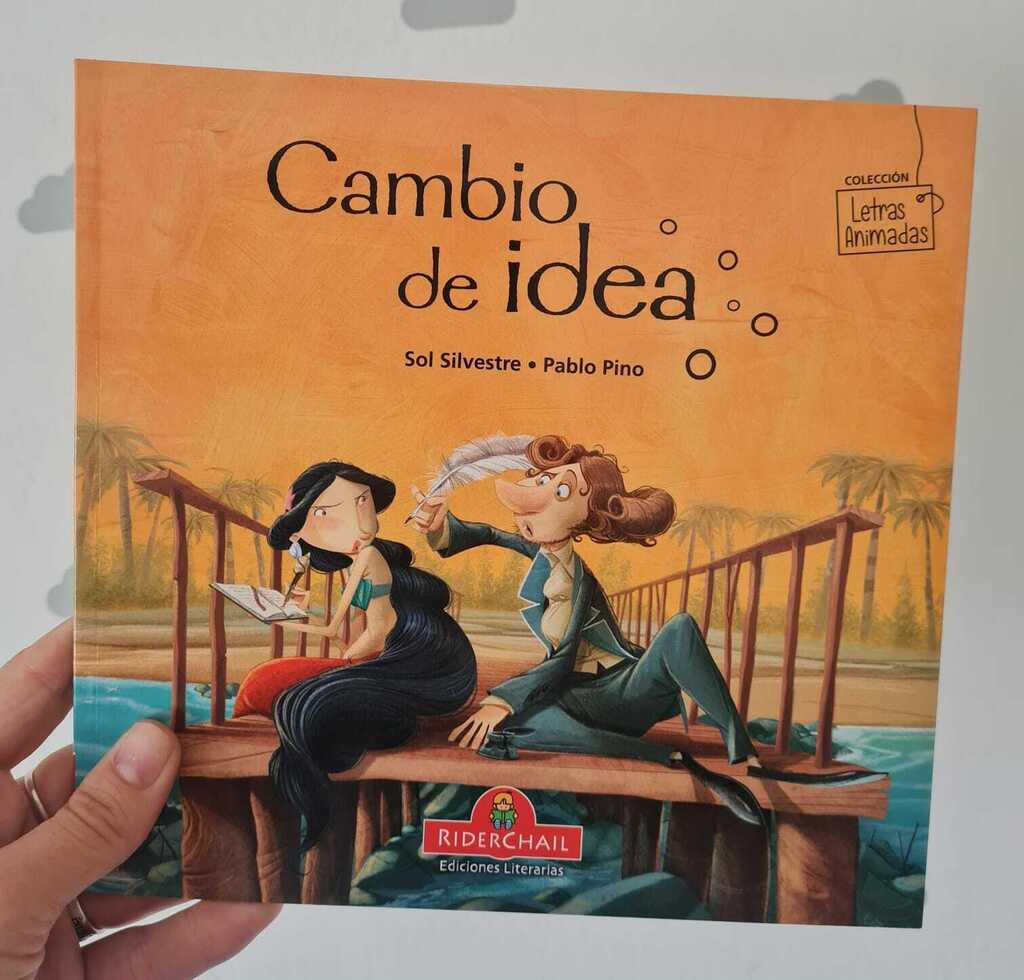 Cambio
de idea
COLECCIÓN
Letras
Animadas
Sol Silvestre • Pablo Pino
RIDERCHAIL
Ediciones Literarias